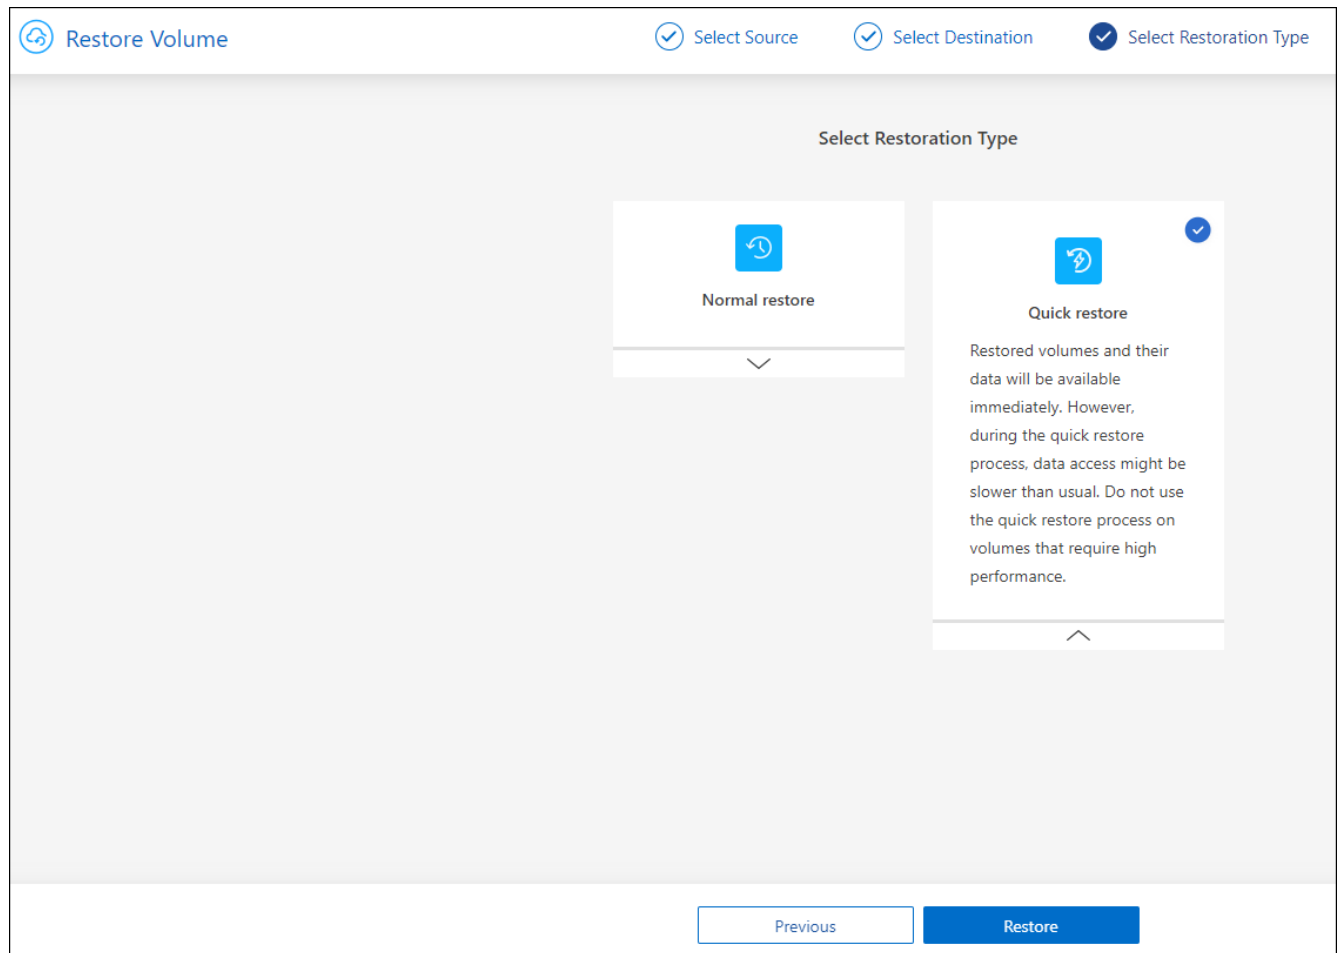 Restore Volume
Select Source
Select Destination
Select Restoration Type
Select Restoration Type
Normal restore
Quick restore
Restored volumes and their
data will be available
immediately. However,
during the quick restore
process, data access might be
slower than usual. Do not use
the quick restore process on
volumes that require high
performance.
Previous
Restore